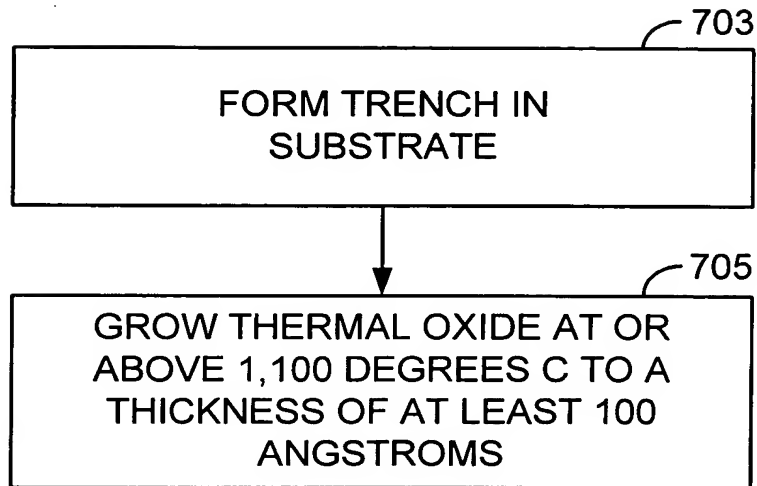 703
FORM TRENCH IN
SUBSTRATE
705
GROW THERMAL OXIDE AT OR
ABOVE 1,100 DEGREES C TO A
THICKNESS OF AT LEAST 100
ANGSTROMS